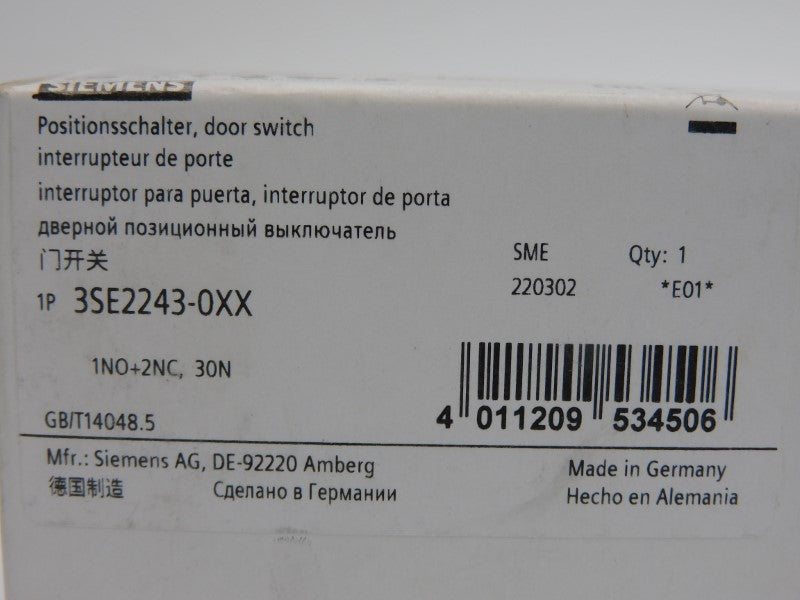 SIEMENS
Positionsschalter, door switch
interrupteur de porte
interruptor para puerta, interruptor de porta
дверной позиционный выключатель
门开关
SME Qty: 1
220302 *E01*
1P 3SE2243-0XX
1NO+2NC, 30N
4 011209 534506
GB/T14048.5
Mfr.: Siemens AG, DE-92220 Amberg
Made in Germany
德国制造 Сделано в Германии
Hecho en Alemania